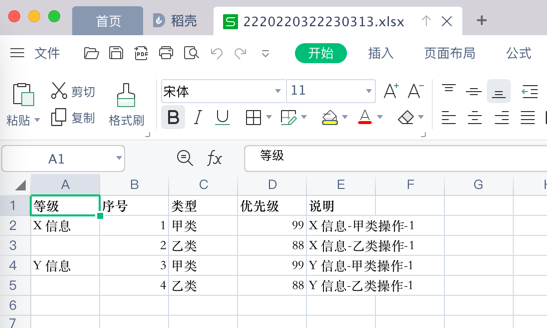 首页 稻壳 2220220322230313.xlsx
文件 开始 插入 页面布局 公式
剪切 宋体 11 A+ A-
粘贴 复制 格式刷 B I U A
A1 fx 等级
A B C D E F G
1 等级 序号 类型 优先级 说明
2 X 信息 1 甲类 99 X 信息-甲类操作-1
3 2 乙类 88 X 信息-乙类操作-1
4 Y 信息 3 甲类 99 Y 信息-甲类操作-1
5 4 乙类 88 Y 信息-乙类操作-1
6
7